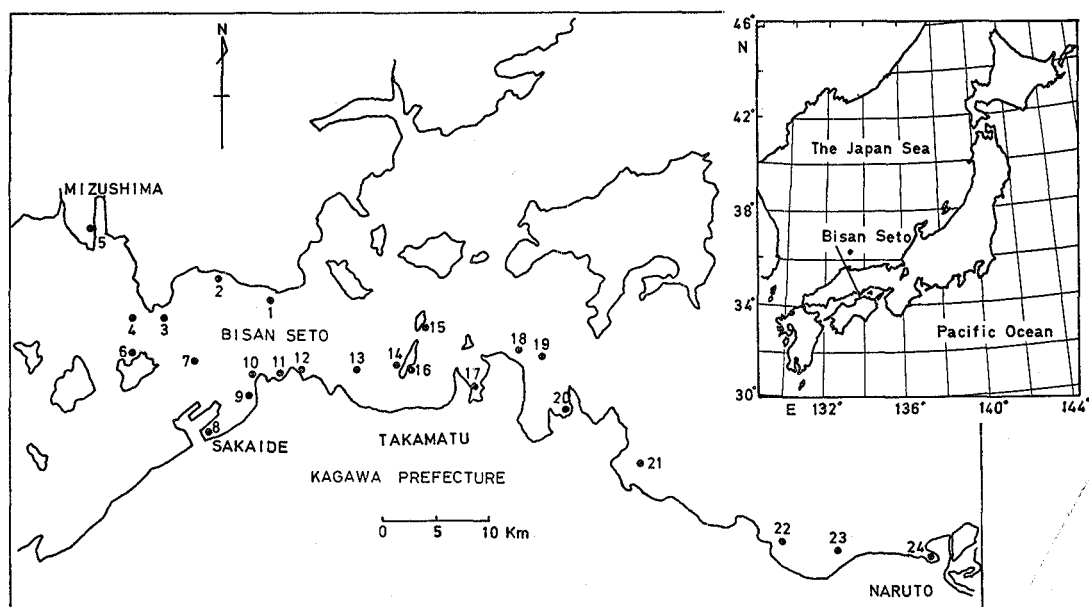 N
MIZUSHIMA
5
2
1
4
3
BISAN SETO
15
6
7
10
11
12
13
14
16
18
19
17
9
20
8
SAKAIDE
TAKAMATU
KAGAWA PREFECTURE
21
0 5 10 Km
22
23
24
NARUTO
46°
N
42°
38°
34°
30°
The Japan Sea
Bisan Seto
Pacific Ocean
E 132° 136° 140° 144°